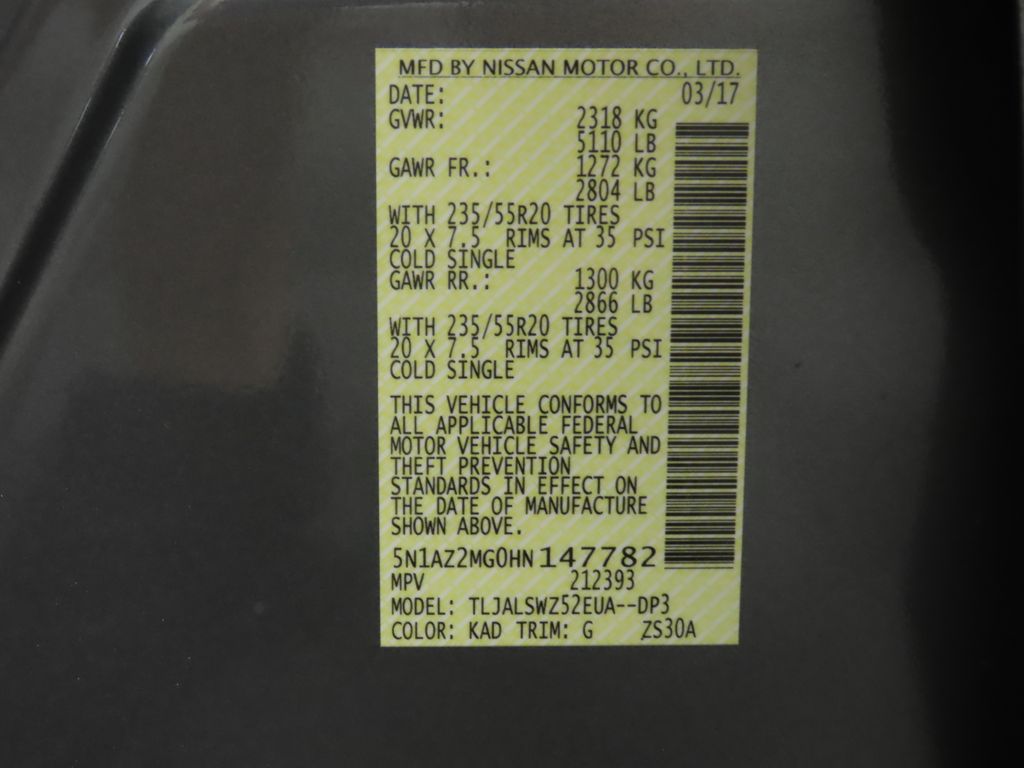 MFD BY NISSAN MOTOR CO., LTD.
DATE: 03/17
GVWR: 2318 KG
5110 LB
GAWR FR.: 1272 KG
2804 LB
WITH 235/55R20 TIRES
20 X 7.5 RIMS AT 35 PSI
COLD SINGLE
GAWR RR.: 1300 KG
2866 LB
WITH 235/55R20 TIRES
20 X 7.5 RIMS AT 35 PSI
COLD SINGLE
THIS VEHICLE CONFORMS TO
ALL APPLICABLE FEDERAL
MOTOR VEHICLE SAFETY AND
THEFT PREVENTION
STANDARDS IN EFFECT ON
THE DATE OF MANUFACTURE
SHOWN ABOVE.
5N1AZ2MG0HN147782
MPV 212393
MODEL: TLJALSWZ52EUA--DP3
COLOR: KAD TRIM: G ZS30A